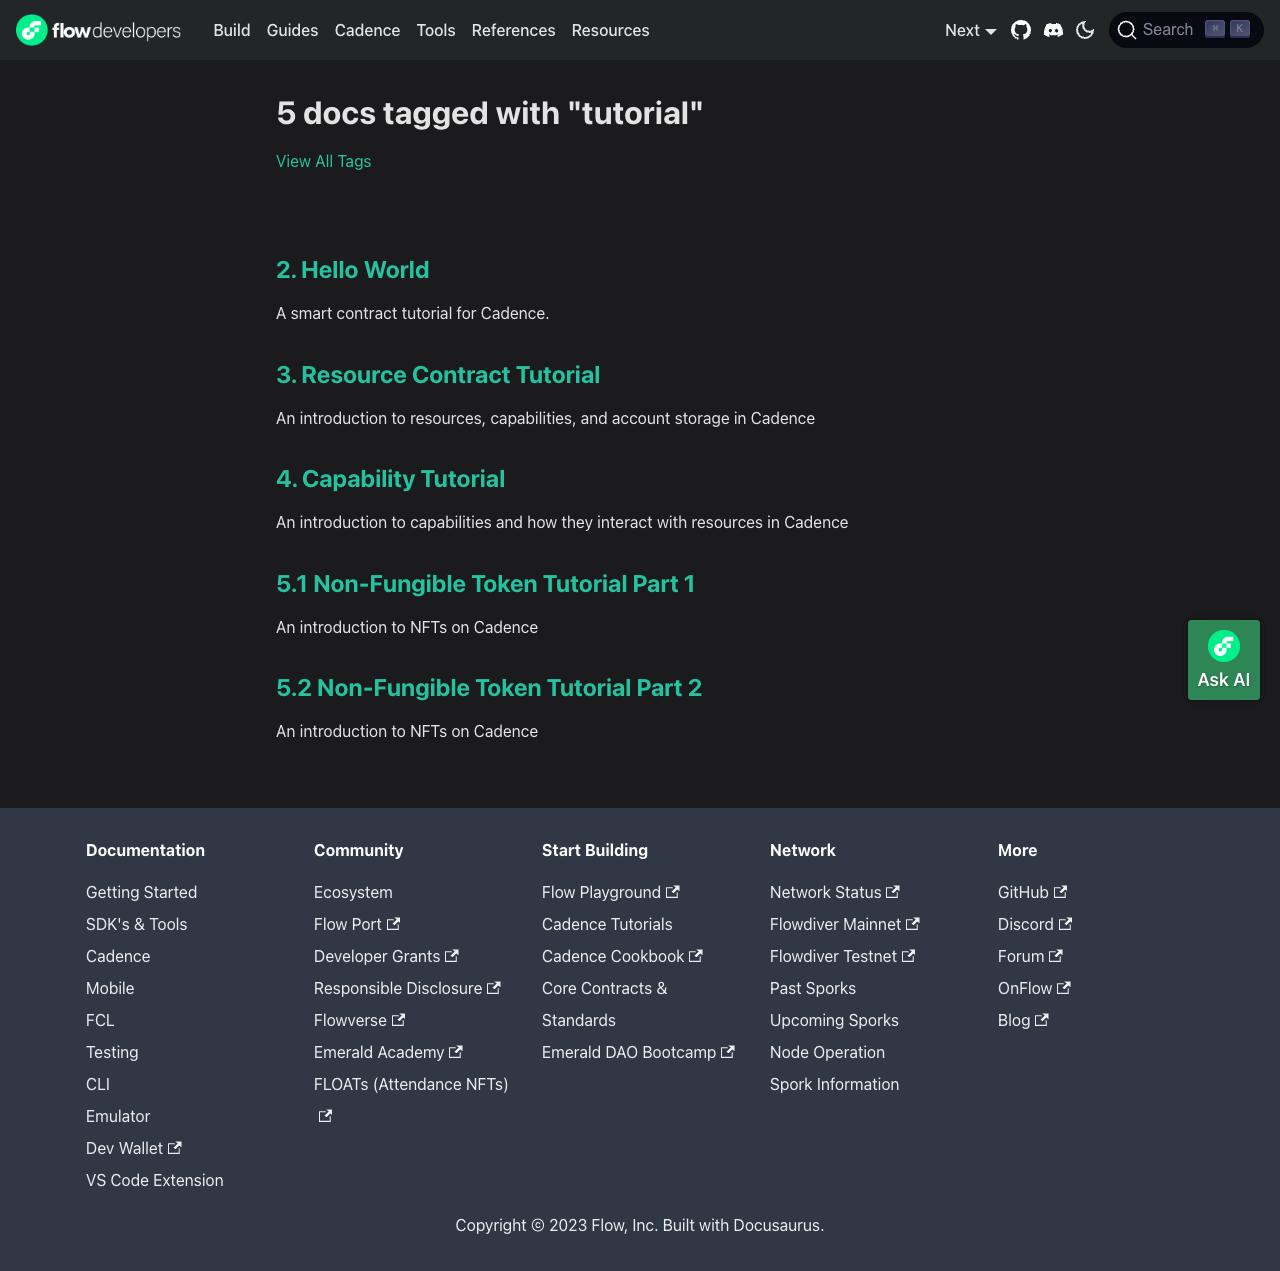 flowdevelopers
Build Guides Cadence Tools References Resources
Next
Search ⌘ K
5 docs tagged with "tutorial"
View All Tags
2. Hello World
A smart contract tutorial for Cadence.
3. Resource Contract Tutorial
An introduction to resources, capabilities, and account storage in Cadence
4. Capability Tutorial
An introduction to capabilities and how they interact with resources in Cadence
5.1 Non-Fungible Token Tutorial Part 1
An introduction to NFTs on Cadence
5.2 Non-Fungible Token Tutorial Part 2
An introduction to NFTs on Cadence
Ask AI
Documentation
Getting Started
SDK's & Tools
Cadence
Mobile
FCL
Testing
CLI
Emulator
Dev Wallet
VS Code Extension
Community
Ecosystem
Flow Port
Developer Grants
Responsible Disclosure
Flowverse
Emerald Academy
FLOATs (Attendance NFTs)
Start Building
Flow Playground
Cadence Tutorials
Cadence Cookbook
Core Contracts &
Standards
Emerald DAO Bootcamp
Network
Network Status
Flowdiver Mainnet
Flowdiver Testnet
Past Sporks
Upcoming Sporks
Node Operation
Spork Information
More
GitHub
Discord
Forum
OnFlow
Blog
Copyright © 2023 Flow, Inc. Built with Docusaurus.